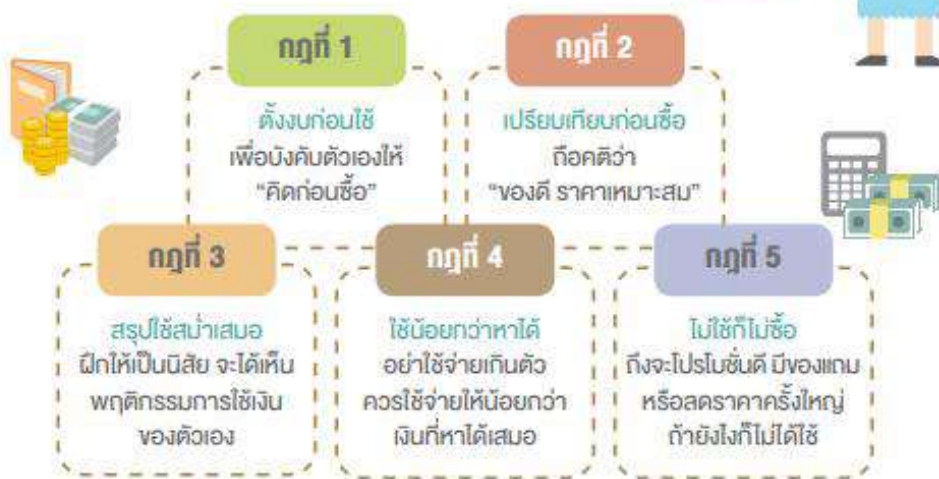 กฎที่ 1
ตั้งงบก่อนใช้
เพื่อบังคับตัวเองให้
“คิดก่อนซื้อ”
กฎที่ 2
เปรียบเทียบก่อนซื้อ
ถือคติว่า
“ของดี ราคาเหมาะสม”
กฎที่ 3
สรุปใช้สม่ำเสมอ
ฝึกให้เป็นนิสัย จะได้เห็น
พฤติกรรมการใช้เงิน
ของตัวเอง
กฎที่ 4
ใช้น้อยกว่าหาได้
อย่าใช้จ่ายเกินตัว
ควรใช้จ่ายให้น้อยกว่า
เงินที่หาได้เสมอ
กฎที่ 5
ไม่ใช้ก็ไม่ซื้อ
ถึงจะโปรโมชั่นดี มีของแถม
หรือลดราคาครั้งใหญ่
ถ้ายังไงก็ไม่ได้ใช้